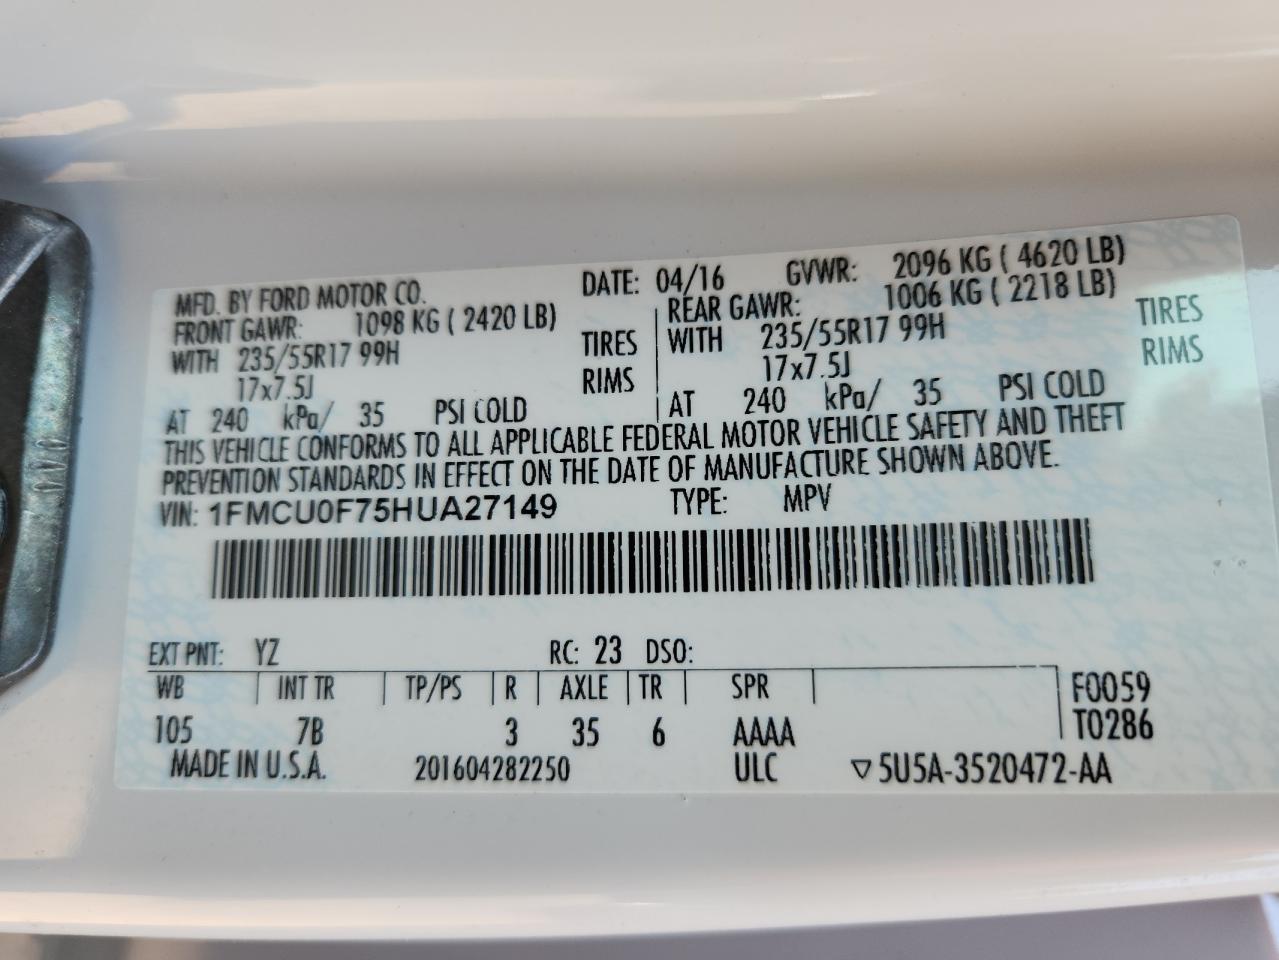 MFD. BY FORD MOTOR CO. DATE: 04/16 GVWR: 2096 KG ( 4620 LB)
FRONT GAWR: 1098 KG ( 2420 LB) REAR GAWR: 1006 KG ( 2218 LB)
WITH 235/55R17 99H TIRES WITH 235/55R17 99H TIRES
17x7.5J RIMS 17x7.5J RIMS
AT 240 kPa/ 35 PSI COLD AT 240 kPa/ 35 PSI COLD
THIS VEHICLE CONFORMS TO ALL APPLICABLE FEDERAL MOTOR VEHICLE SAFETY AND THEFT
PREVENTION STANDARDS IN EFFECT ON THE DATE OF MANUFACTURE SHOWN ABOVE.
VIN: 1FMCU0F75HUA27149 TYPE: MPV
EXT PNT: YZ RC: 23 DSO:
WB INT TR TP/PS R AXLE TR SPR F0059
105 7B 3 35 6 AAAA T0286
MADE IN U.S.A. 201604282250 ULC ▽5U5A-3520472-AA